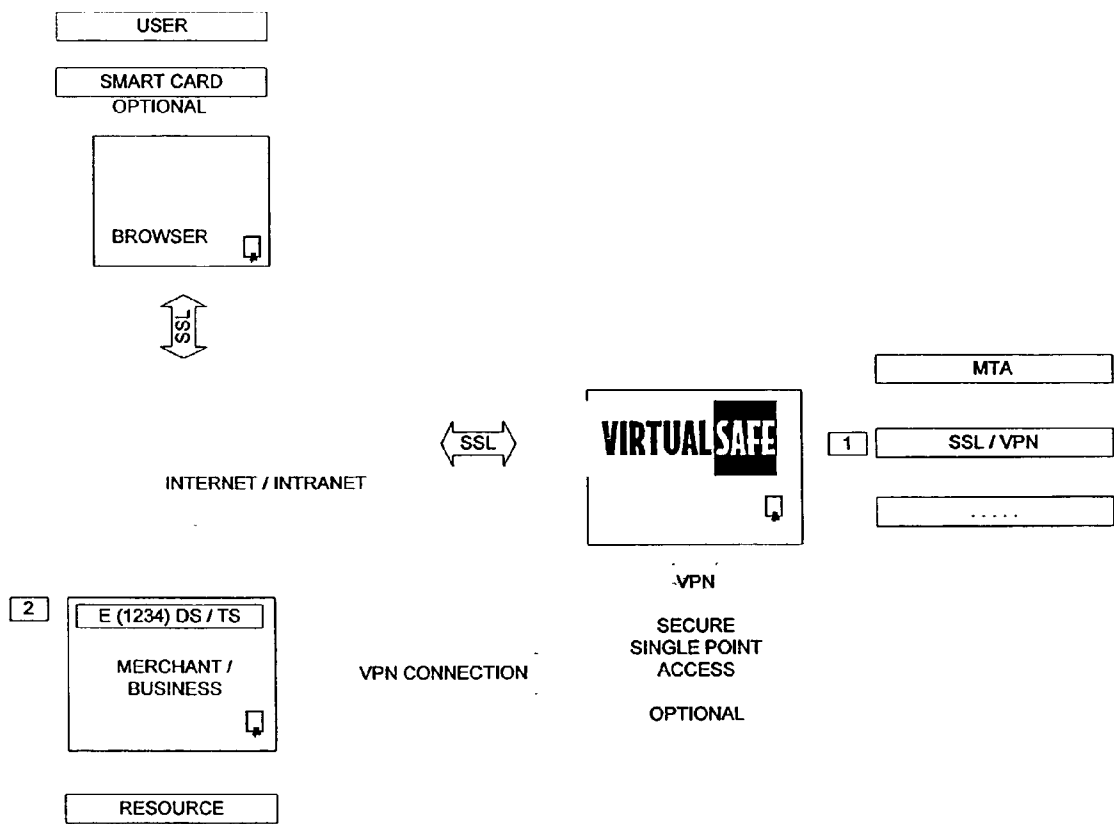 USER
SMART CARD
OPTIONAL
BROWSER
SSL
MTA
VIRTUALSAFE
1
SSL / VPN
SSL
INTERNET / INTRANET
. . . . .
VPN
2
E (1234) DS / TS
SECURE
SINGLE POINT
ACCESS
MERCHANT /
BUSINESS
VPN CONNECTION
OPTIONAL
RESOURCE